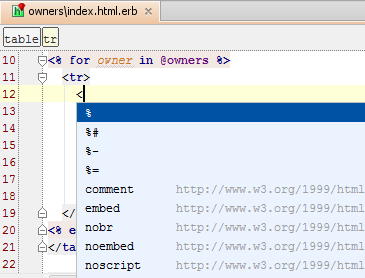 owners\index.html.erb
table tr
10 <% for owner in @owners %>
11 <tr>
12 <
13 %
14 %#
15 %-
16 %=
17 comment http://www.w3.org/1999/html
18 embed http://www.w3.org/1999/html
nobr http://www.w3.org/1999/html
19 </
20 <% e noembed http://www.w3.org/1999/html
21 </ta
22 noscript http://www.w3.org/1999/html